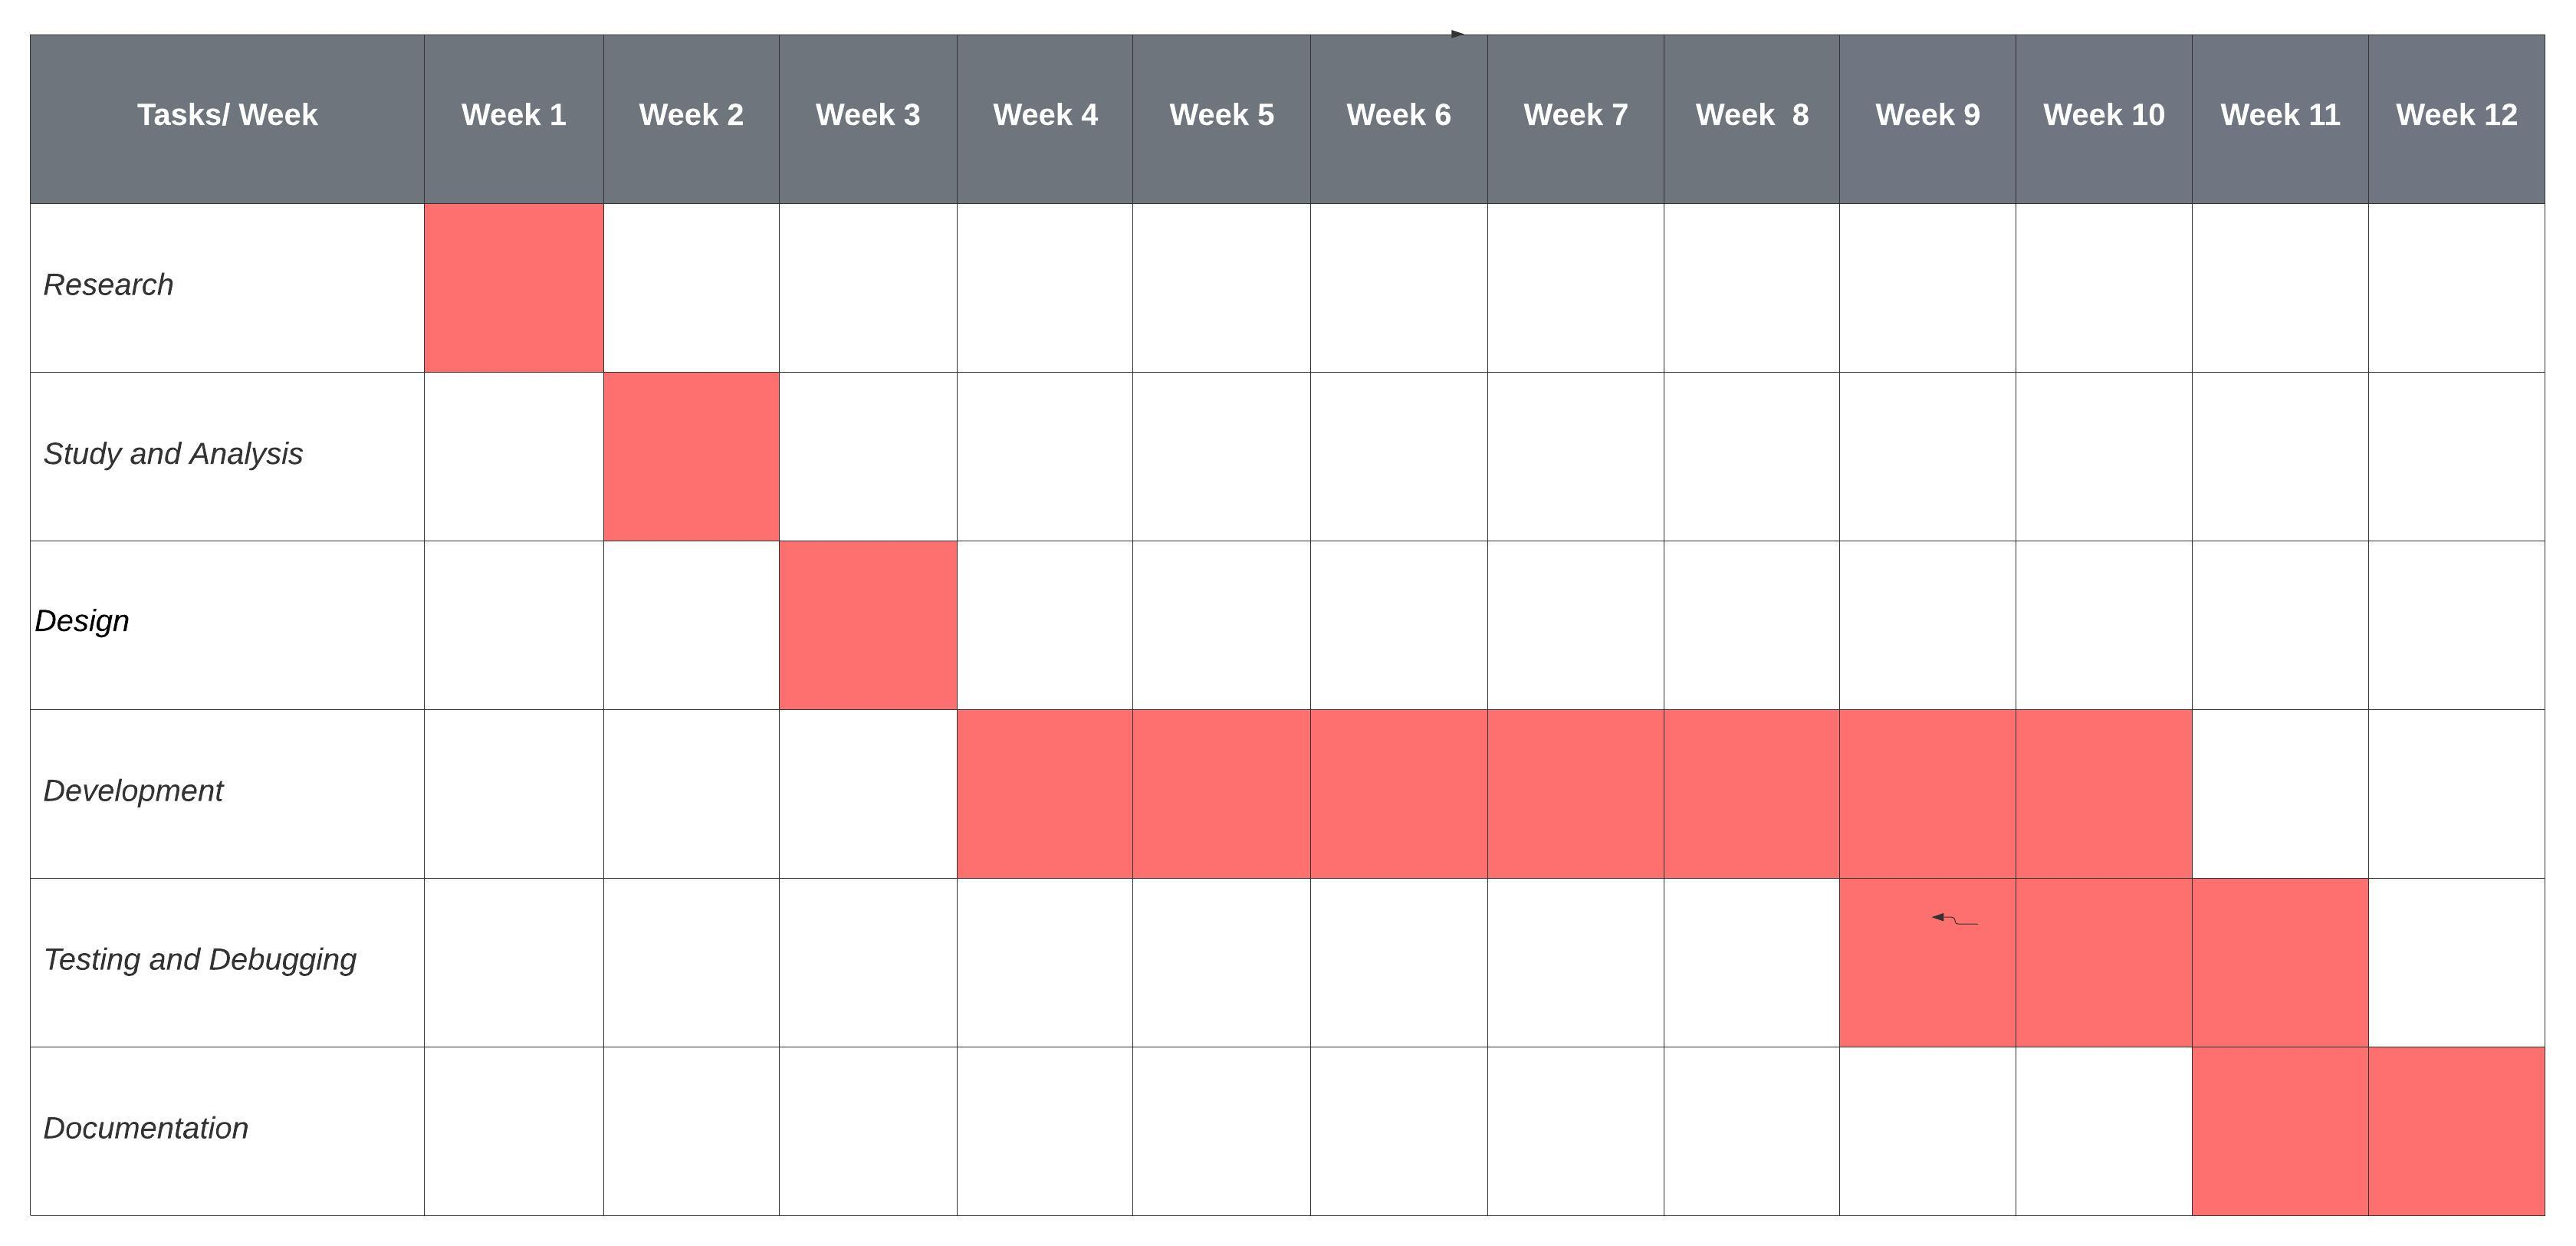 Tasks/ Week Week 1 Week 2 Week 3 Week 4 Week 5 Week 6 Week 7 Week  8 Week 9 Week 10 Week 11 Week 12
Research
Study and Analysis
Design
Development
Testing and Debugging
Documentation